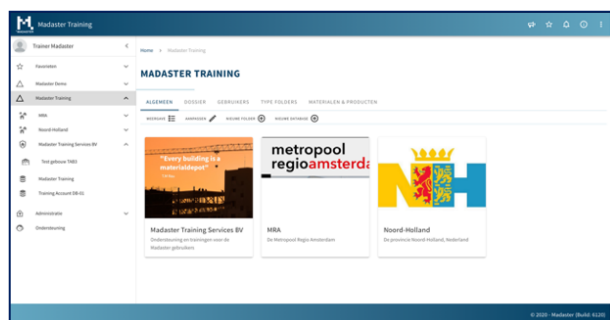 M.
MADASTER
Madaster Training
Trainer Madaster
Favorieten
Madaster Demo
Madaster Training
MRA
Noord-Holland
Madaster Training Services BV
Test gebouw TABS
Madaster Training
Training Account DB-01
Administratie
Ondersteuning
Home > Madaster Training
MADASTER TRAINING
ALGEMEEN DOSSIER GEBRUIKERS TYPE FOLDERS MATERIALEN & PRODUCTEN
WEERGAVE AANPASSEN NIEUWE FOLDER NIEUWE DATABASE
"Every building is a
materialdepot"
Madaster Training Services BV
Ondersteuning en trainingen voor de
Madaster gebruikers
metropool
regioamsterda
MRA
De Metropool Regio Amsterdam
NH
Noord-Holland
De provincie Noord-Holland, Nederland
© 2020 - Madaster (Build: 6120)